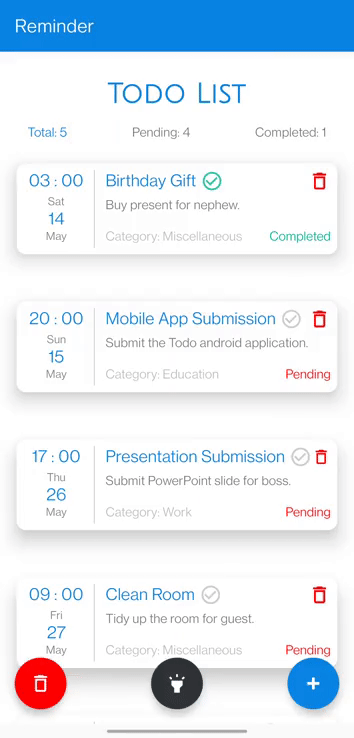 Reminder
Todo List
Total: 5 Pending: 4 Completed: 1
03 : 00 Birthday Gift
Sat Buy present for nephew.
14
May Category: Miscellaneous Completed
20 : 00 Mobile App Submission
Sun Submit the Todo android application.
15
May Category: Education Pending
17 : 00 Presentation Submission
Thu Submit PowerPoint slide for boss.
26
May Category: Work Pending
09 : 00 Clean Room
Fri Tidy up the room for guest.
27
May Category: Miscellaneous Pending